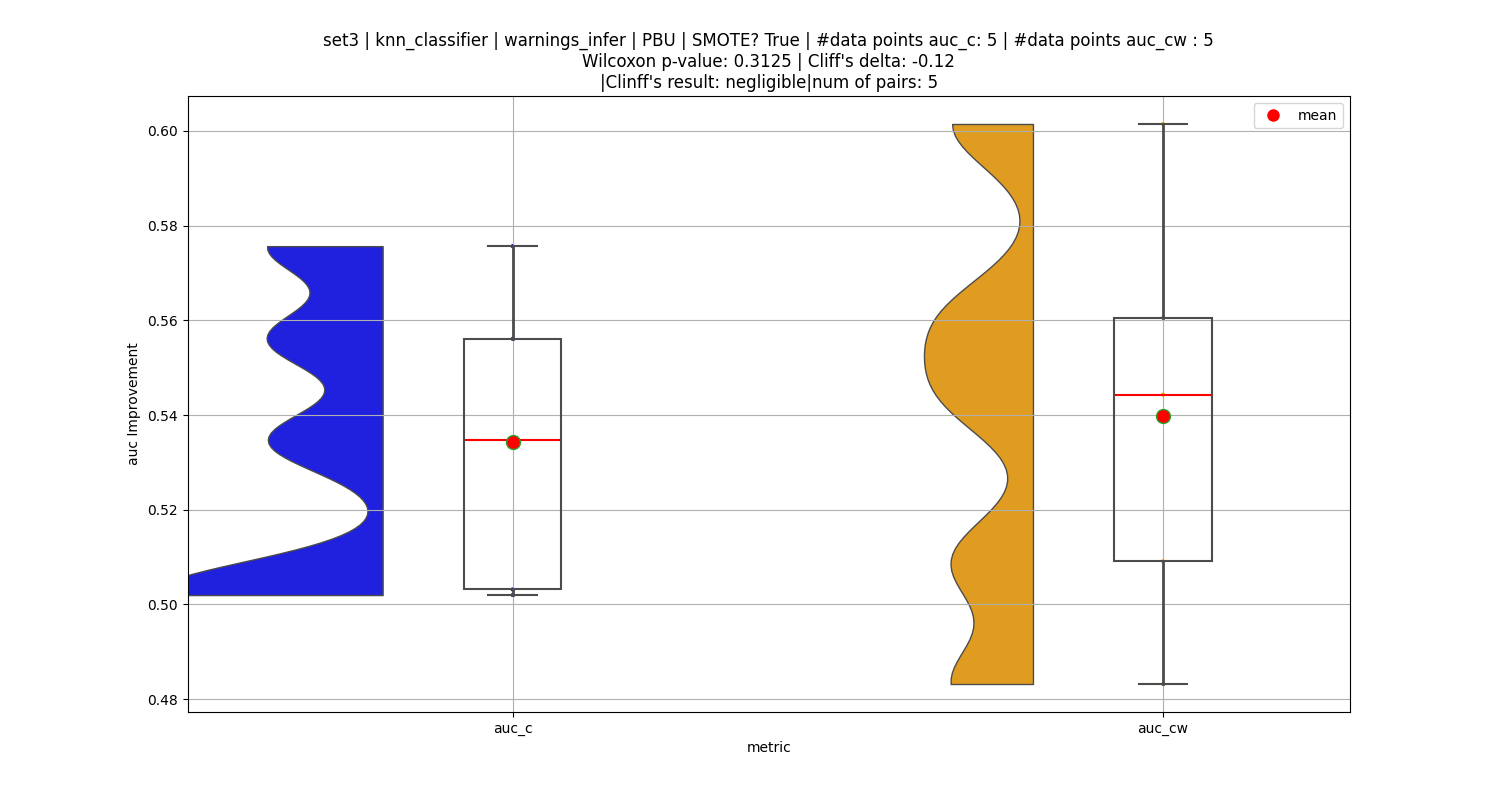 set3 | knn_classifier | warnings_infer | PBU | SMOTE? True | #data points auc_c: 5 | #data points auc_cw : 5
Wilcoxon p-value: 0.3125 | Cliff's delta: -0.12
|Clinff's result: negligible|num of pairs: 5
mean
0.60
0.58
0.56
0.54
0.52
0.50
0.48
auc Improvement
auc_c
auc_cw
metric